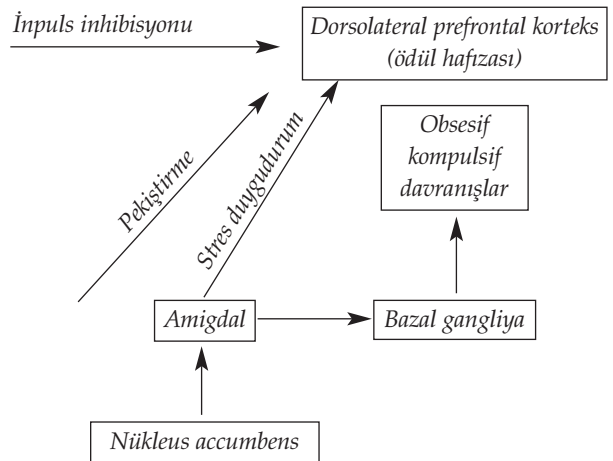 İnpuls inhibisyonu
Dorsolateral prefrontal korteks
(ödül hafızası)
Obsesif
kompulsif
davranışlar
Pekiştirme
Stres duygudurum
Amigdal
Bazal gangliya
Nükleus accumbens